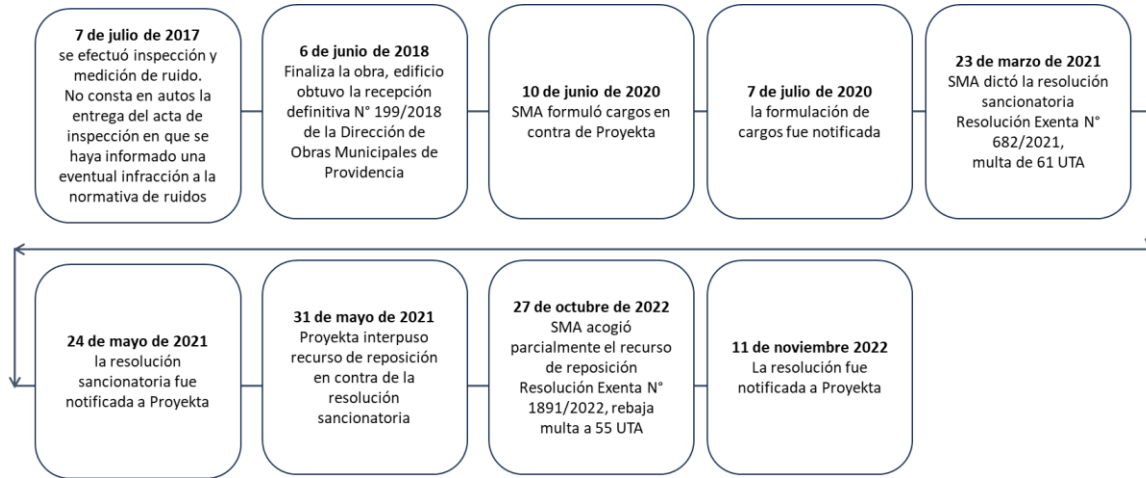 7 de julio de 2017
se efectuó inspección y
medición de ruido.
No consta en autos la
entrega del acta de
inspección en que se
haya informado una
eventual infracción a la
normativa de ruidos
6 de junio de 2018
Finaliza la obra, edificio
obtuvo la recepción
definitiva N° 199/2018
de la Dirección de
Obras Municipales de
Providencia
10 de junio de 2020
SMA formuló cargos en
contra de Proyekta
7 de julio de 2020
la formulación de
cargos fue notificada
23 de marzo de 2021
SMA dictó la resolución
sancionatoria
Resolución Exenta N°
682/2021,
multa de 61 UTA
24 de mayo de 2021
la resolución
sancionatoria fue
notificada a Proyekta
31 de mayo de 2021
Proyekta interpuso
recurso de reposición
en contra de la
resolución
sancionatoria
27 de octubre de 2022
SMA acogió
parcialmente el recurso
de reposición
Resolución Exenta N°
1891/2022, rebaja
multa a 55 UTA
11 de noviembre 2022
La resolución fue
notificada a Proyekta